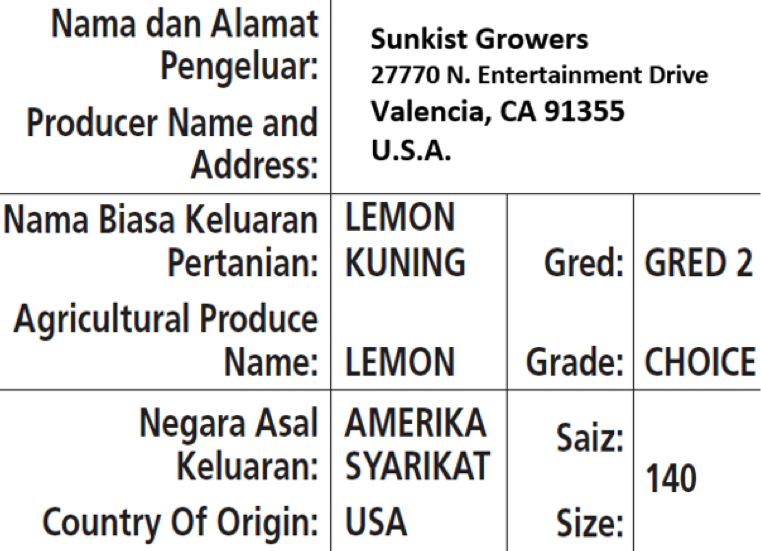 Nama dan Alamat
Pengeluar:
Producer Name and
Address:
Sunkist Growers
27770 N. Entertainment Drive
Valencia, CA 91355
U.S.A.
Nama Biasa Keluaran
Pertanian:
LEMON
KUNING
Gred: GRED 2
Agricultural Produce
Name: LEMON
Grade: CHOICE
Negara Asal
Keluaran:
AMERIKA
SYARIKAT
Saiz:
140
Country Of Origin: USA
Size: